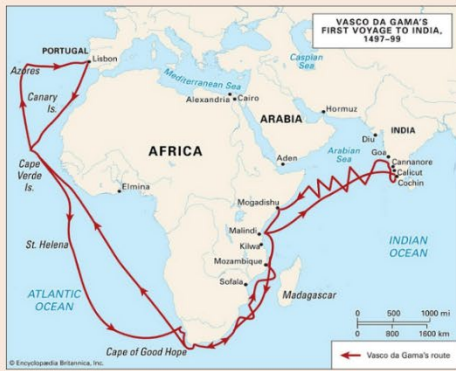 VASCO DA GAMA'S
FIRST VOYAGE TO INDIA,
1497-99
PORTUGAL
Lisbon
Azores
Canary
Is.
Mediterranean Sea
Caspian
Sea
Alexandria
Cairo
Hormuz
ARABIA
INDIA
Diu
Goa
Cannanore
Calicut
Cochin
Arabian
Sea
AFRICA
Aden
Cape
Verde
Is.
Elmina
Mogadishu
Malindi
Kilwa
Mozambique
Sofala
Madagascar
INDIAN
OCEAN
St. Helena
ATLANTIC
OCEAN
Cape of Good Hope
0 500 1000 mi
0 800 1600 km
Vasco da Gama's route
© Encyclopædia Britannica, Inc.